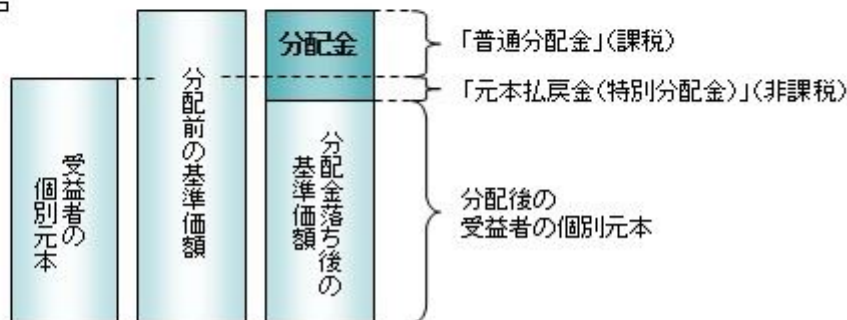 受益者の
個別元本
分配前の基準価額
分配金
分配金落ち後の
基準価額
「普通分配金」(課税)
「元本払戻金(特別分配金)」(非課税)
分配後の
受益者の個別元本